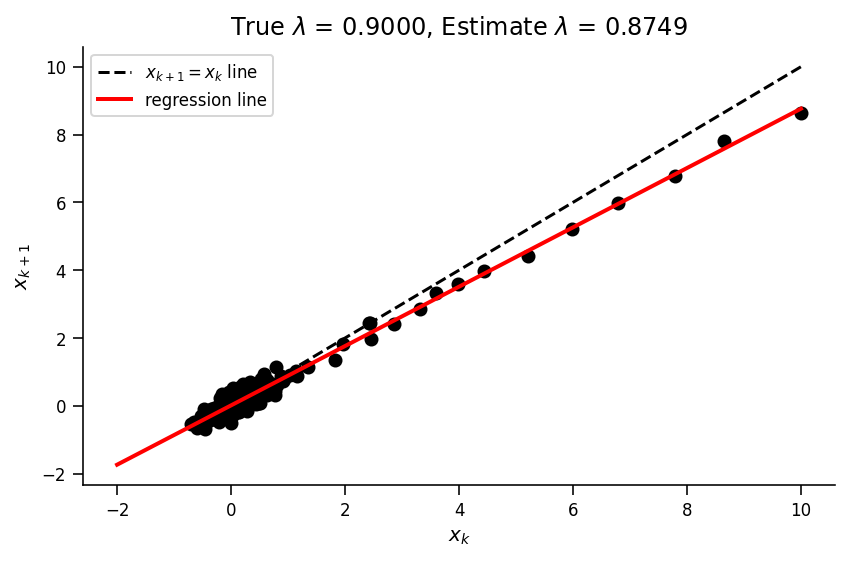 True λ = 0.9000, Estimate λ = 0.8749
x_{k+1} = x_k line
regression line
10
8
6
4
2
0
−2
x_{k+1}
−2 0 2 4 6 8 10
x_k